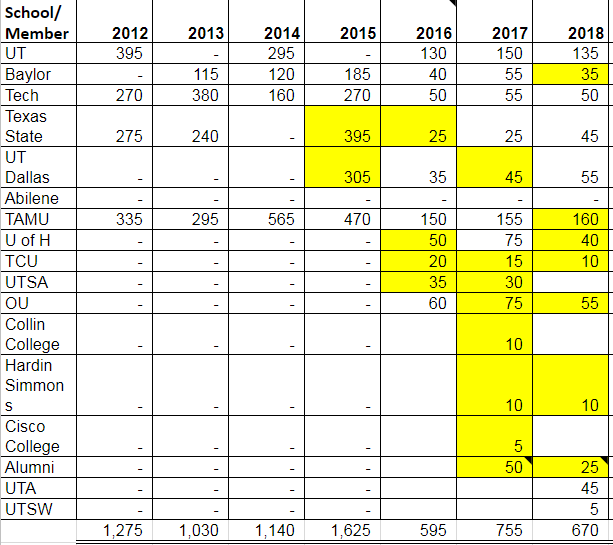 School/
Member 2012 2013 2014 2015 2016 2017 2018
UT 395 - 295 - 130 150 135
Baylor - 115 120 185 40 55 35
Tech 270 380 160 270 50 55 50
Texas
State 275 240 - 395 25 25 45
UT
Dallas - - - 305 35 45 55
Abilene - - - - - - -
TAMU 335 295 565 470 150 155 160
U of H - - - - 50 75 40
TCU - - - - 20 15 10
UTSA - - - - 35 30
OU - - - - 60 75 55
Collin
College - - - - 10
Hardin
Simmon
s - - - - 10 10
Cisco
College - - - - 5
Alumni - - - - 50 25
UTA - - - - 45
UTSW - - - - 5
1,275 1,030 1,140 1,625 595 755 670